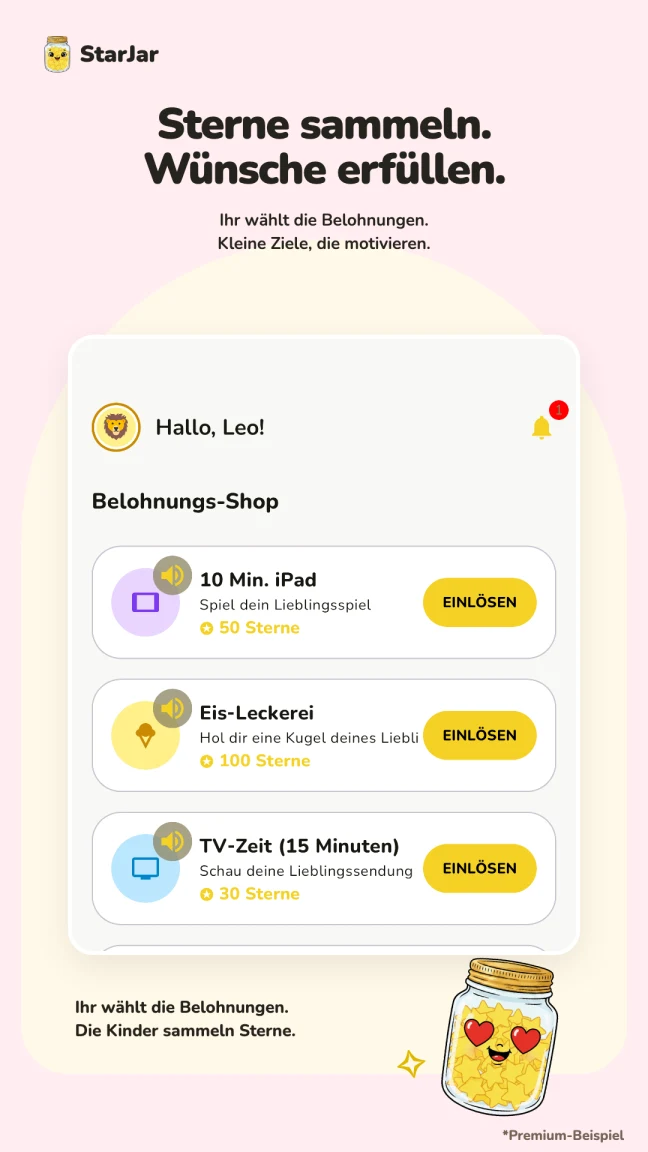 StarJar
Sterne sammeln.
Wünsche erfüllen.
Ihr wählt die Belohnungen.
Kleine Ziele, die motivieren.
Hallo, Leo!
1
Belohnungs-Shop
10 Min. iPad
Spiel dein Lieblingsspiel
50 Sterne
EINLÖSEN
Eis-Leckerei
Hol dir eine Kugel deines Liebli
100 Sterne
EINLÖSEN
TV-Zeit (15 Minuten)
Schau deine Lieblingssendung
30 Sterne
EINLÖSEN
Ihr wählt die Belohnungen.
Die Kinder sammeln Sterne.
*Premium-Beispiel